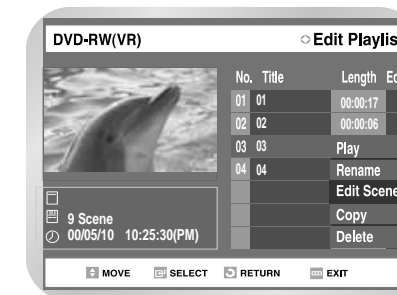 DVD-RW(VR) Edit Playlis
No. Title Length Ed
01 01 00:00:17
02 02 00:00:06
03 03 Play
04 04 Rename
Edit Scene
9 Scene Copy
00/05/10 10:25:30(PM) Delete
MOVE SELECT RETURN EXIT